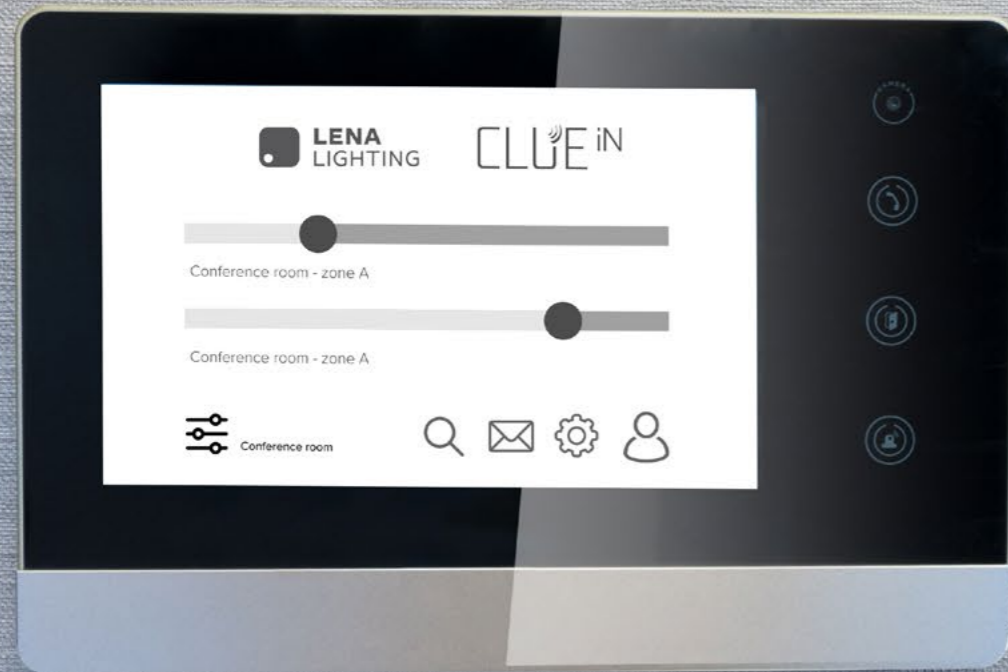 LENA
LIGHTING
CLUE iN
Conference room - zone A
Conference room - zone A
Conference room